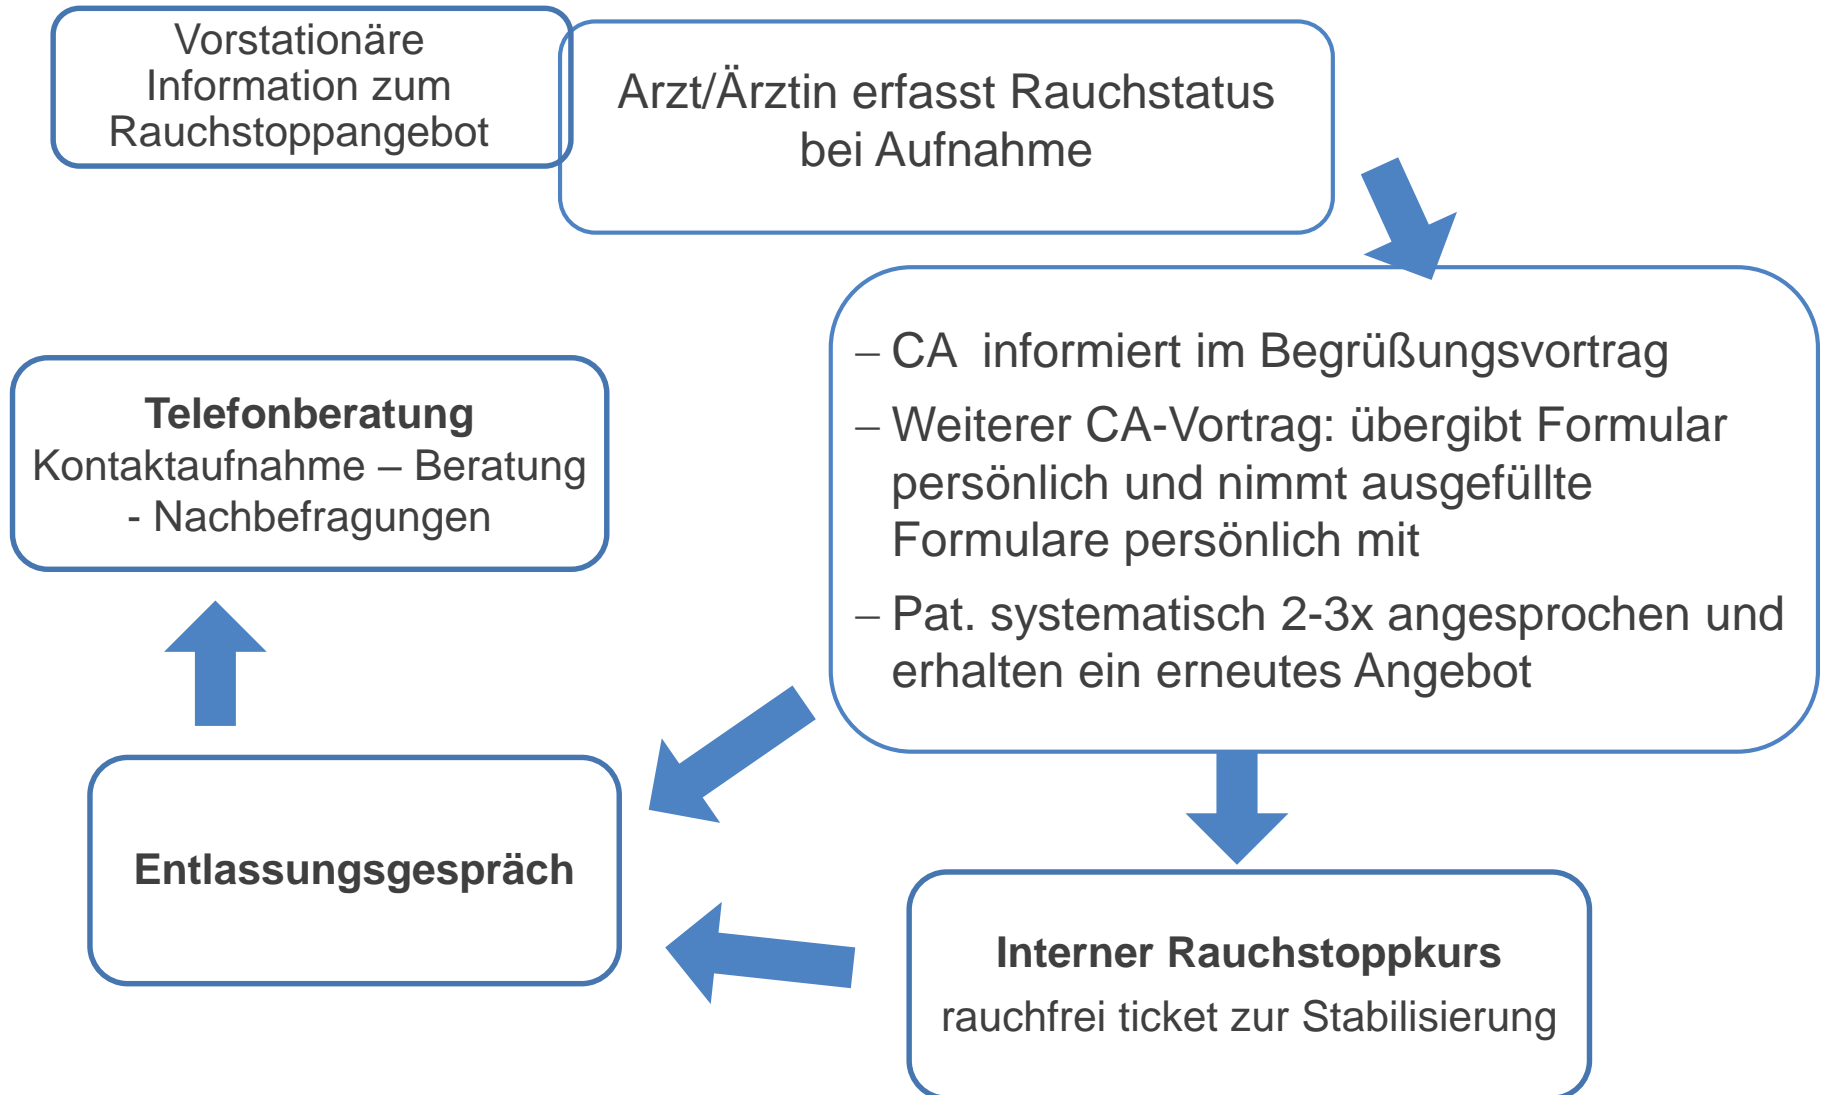 Vorstationäre
Information zum
Rauchstoppangebot
Arzt/Ärztin erfasst Rauchstatus
bei Aufnahme
– CA  informiert im Begrüßungsvortrag
– Weiterer CA-Vortrag: übergibt Formular
persönlich und nimmt ausgefüllte
Formulare persönlich mit
– Pat. systematisch 2-3x angesprochen und
erhalten ein erneutes Angebot
Telefonberatung
Kontaktaufnahme – Beratung
- Nachbefragungen
Entlassungsgespräch
Interner Rauchstoppkurs
rauchfrei ticket zur Stabilisierung